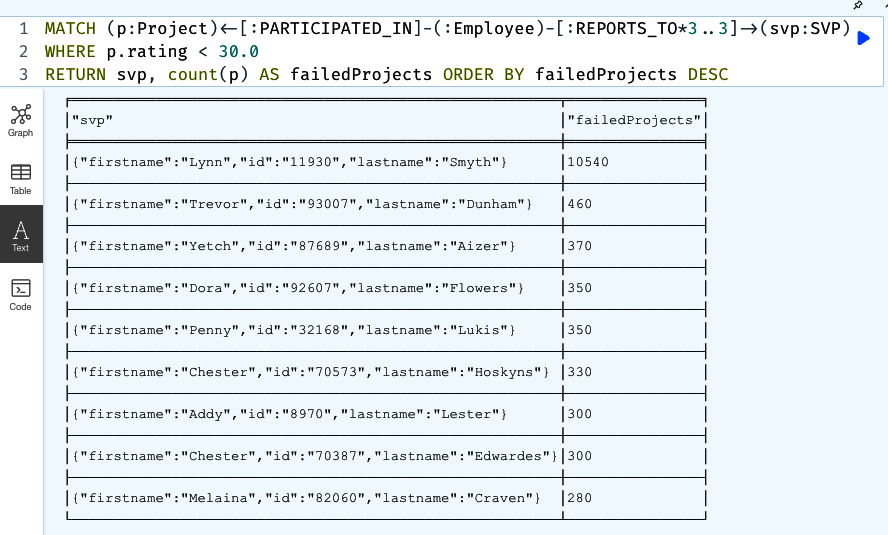 1 MATCH (p:Project)<-[:PARTICIPATED_IN]-(:Employee)-[:REPORTS_TO*3..3]->(svp:SVP)
2 WHERE p.rating < 30.0
3 RETURN svp, count(p) AS failedProjects ORDER BY failedProjects DESC
Graph
Table
Text
Code
"svp" "failedProjects"
{"firstname":"Lynn","id":"11930","lastname":"Smyth"} 10540
{"firstname":"Trevor","id":"93007","lastname":"Dunham"} 460
{"firstname":"Yetch","id":"87689","lastname":"Aizer"} 370
{"firstname":"Dora","id":"92607","lastname":"Flowers"} 350
{"firstname":"Penny","id":"32168","lastname":"Lukis"} 350
{"firstname":"Chester","id":"70573","lastname":"Hoskyns"} 330
{"firstname":"Addy","id":"8970","lastname":"Lester"} 300
{"firstname":"Chester","id":"70387","lastname":"Edwardes"} 300
{"firstname":"Melaina","id":"82060","lastname":"Craven"} 280